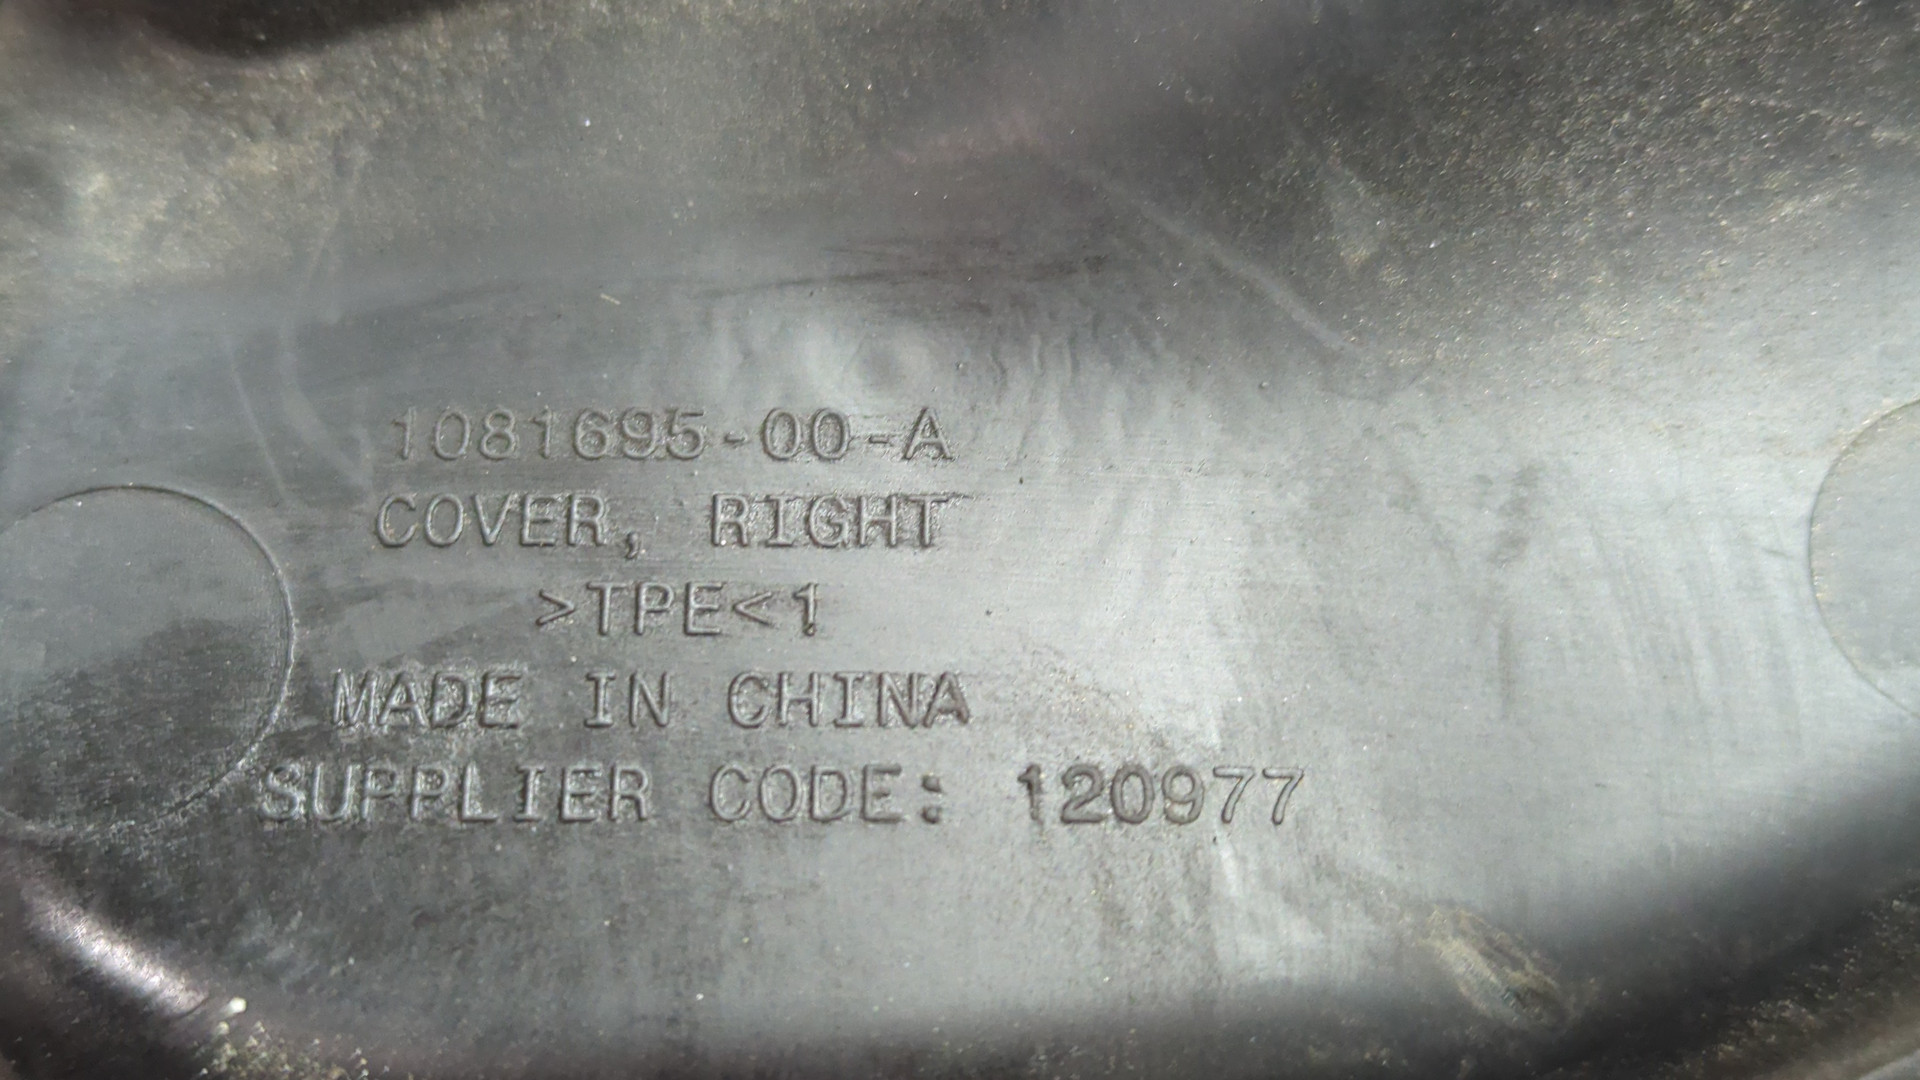 1081695-00-A
COVER, RIGHT
>TPE<1
MADE IN CHINA
SUPPLIER CODE: 120977